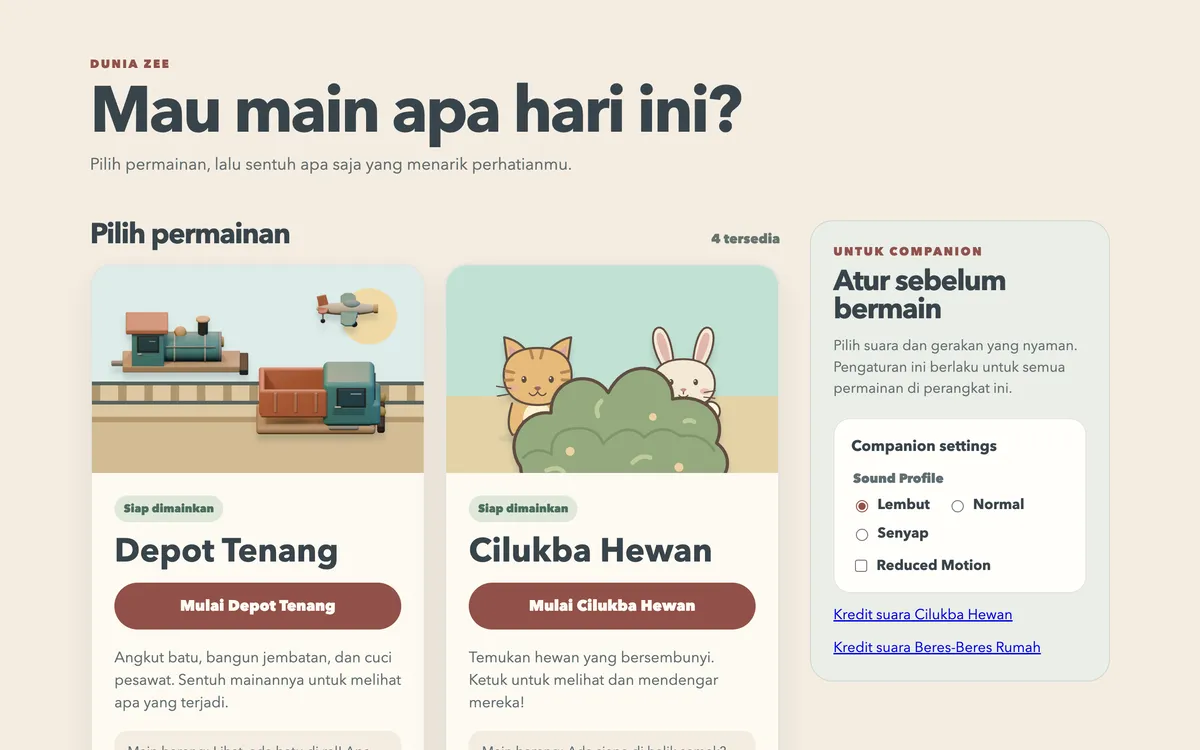 DUNIA ZEE
Mau main apa hari ini?
Pilih permainan, lalu sentuh apa saja yang menarik perhatianmu.
Pilih permainan
4 tersedia
Siap dimainkan
Depot Tenang
Mulai Depot Tenang
Angkut batu, bangun jembatan, dan cuci
pesawat. Sentuh mainannya untuk melihat
apa yang terjadi.
Siap dimainkan
Cilukba Hewan
Mulai Cilukba Hewan
Temukan hewan yang bersembunyi.
Ketuk untuk melihat dan mendengar
mereka!
UNTUK COMPANION
Atur sebelum
bermain
Pilih suara dan gerakan yang nyaman.
Pengaturan ini berlaku untuk semua
permainan di perangkat ini.
Companion settings
Sound Profile
Lembut
Normal
Senyap
Reduced Motion
Kredit suara Cilukba Hewan
Kredit suara Beres-Beres Rumah